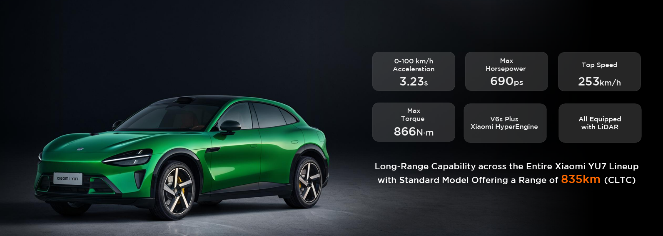 0-100 km/h
Acceleration
3.23s
Max
Horsepower
690ps
Top Speed
253km/h
Max
Torque
866N·m
V6s Plus
Xiaomi HyperEngine
All Equipped
with LiDAR
Long-Range Capability across the Entire Xiaomi YU7 Lineup
with Standard Model Offering a Range of 835km (CLTC)